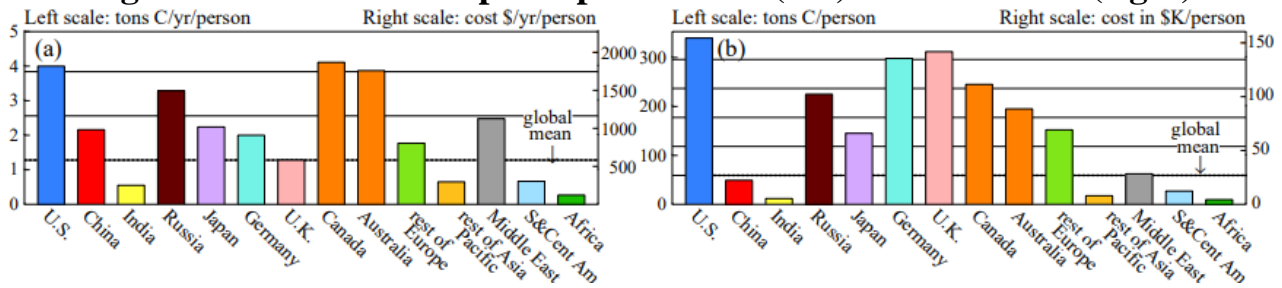 Left scale: tons C/yr/person Right scale: cost $/yr/person
(a)
5
4
3
2
1
0
2000
1500
1000
500
global
mean
U.S.
China
India
Russia
Japan
Germany
U.K.
Canada
Australia
rest of
Europe
rest of Asia
Pacific
Middle East
S&Cent Am.
Africa
Left scale: tons C/person Right scale: cost in $K/person
(b)
300
200
100
0
150
100
50
0
global
mean
U.S.
China
India
Russia
Japan
Germany
U.K.
Canada
Australia
rest of
Europe
rest of Asia
Pacific
Middle East
S&Cent Am.
Africa